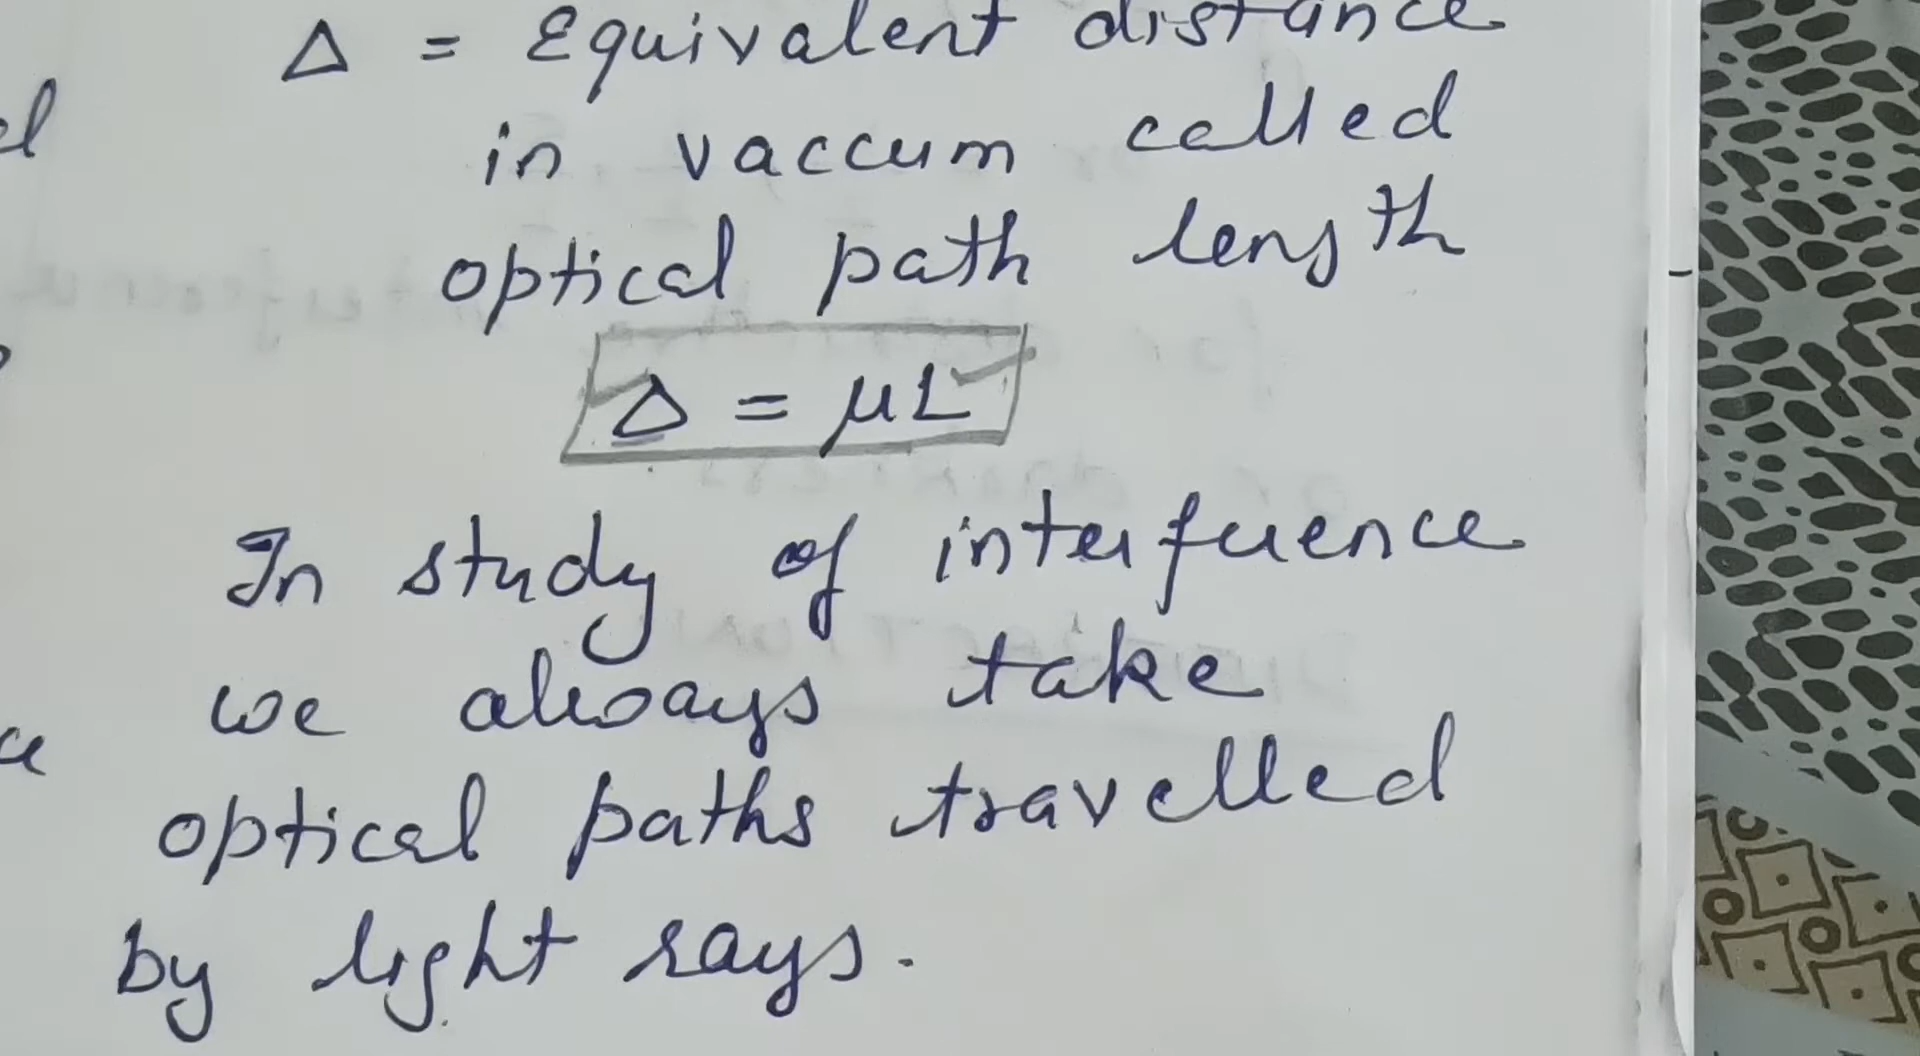 Δ = Equivalent distance
in vaccum called
optical path length
Δ = μL
In study of interference
we always take
optical paths travelled
by light rays.